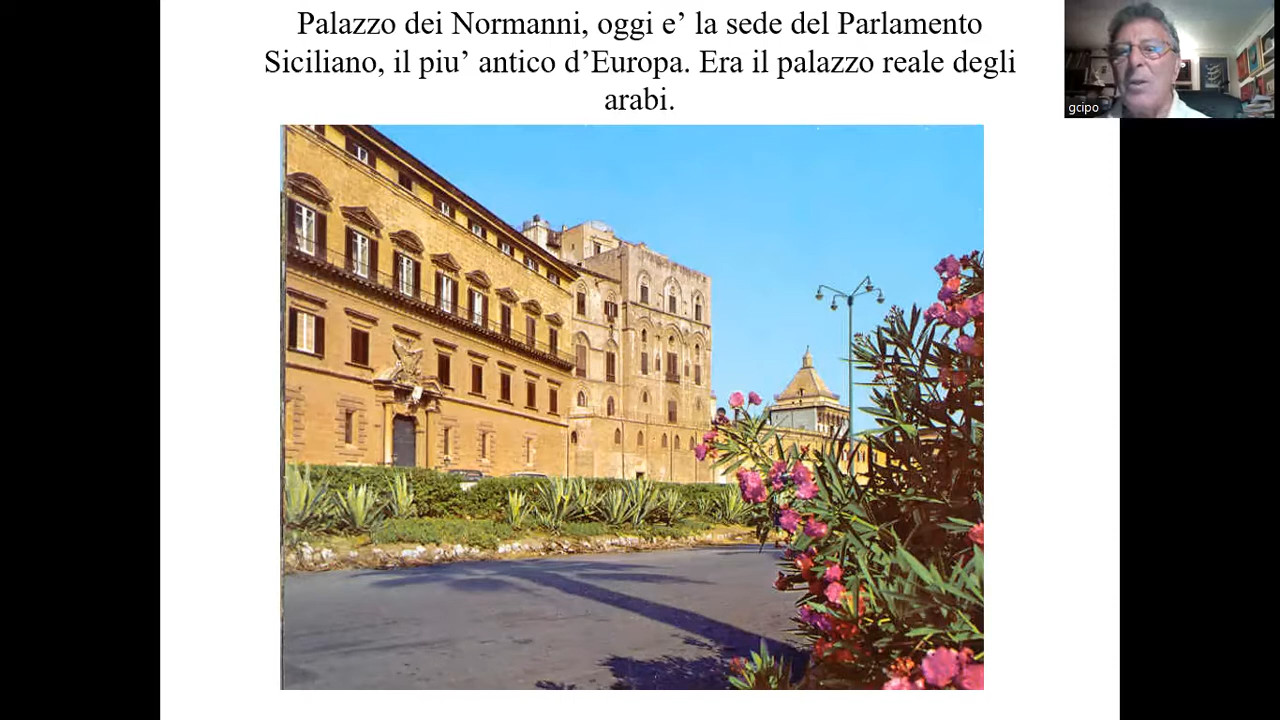 Palazzo dei Normanni, oggi e’ la sede del Parlamento
Siciliano, il piu’ antico d’Europa. Era il palazzo reale degli
arabi.
gcipo